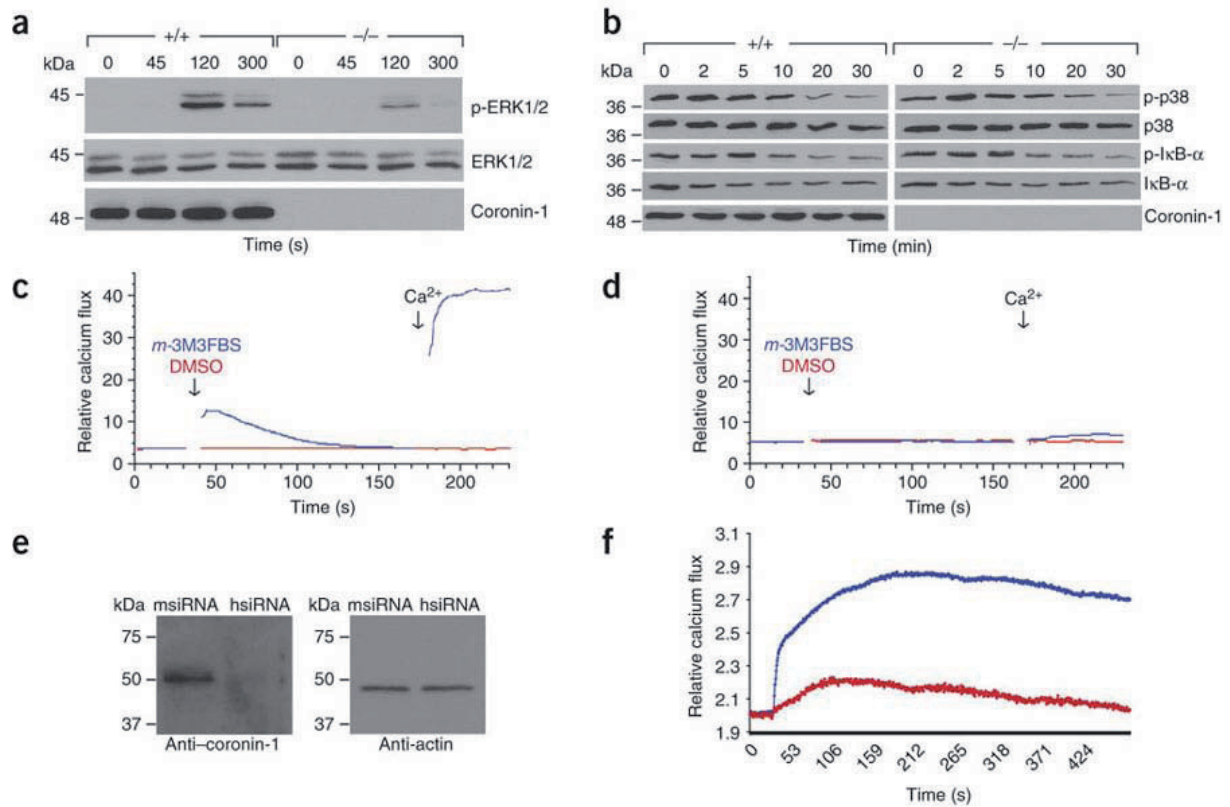 a
+/+ –/–
kDa 0 45 120 300 0 45 120 300
45 p-ERK1/2
45 ERK1/2
48 Coronin-1
Time (s)
b
+/+ –/–
kDa 0 2 5 10 20 30 0 2 5 10 20 30
36 p-p38
36 p38
36 p-IκB-α
36 IκB-α
48 Coronin-1
Time (min)
c
Relative calcium flux
40
30
20
10
0
m-3M3FBS
DMSO
Ca2+
0 50 100 150 200
Time (s)
d
Relative calcium flux
40
30
20
10
0
m-3M3FBS
DMSO
Ca2+
0 50 100 150 200
Time (s)
e
kDa msiRNA hsiRNA
75
50
37
Anti–coronin-1
kDa msiRNA hsiRNA
75
50
37
Anti-actin
f
Relative calcium flux
3.1
2.9
2.7
2.5
2.3
2.1
1.9
0 53 106 159 212 265 318 371 424
Time (s)